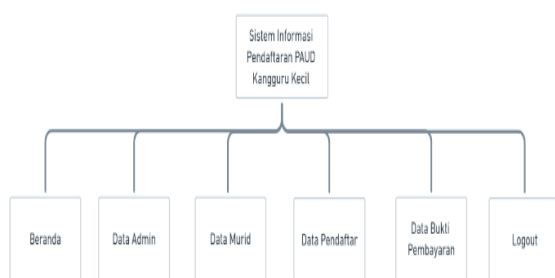 Sistem Informasi
Pendaftaran PAUD
Kangguru Kecil
Beranda
Data Admin
Data Murid
Data Pendaftar
Data Bukti
Pembayaran
Logout